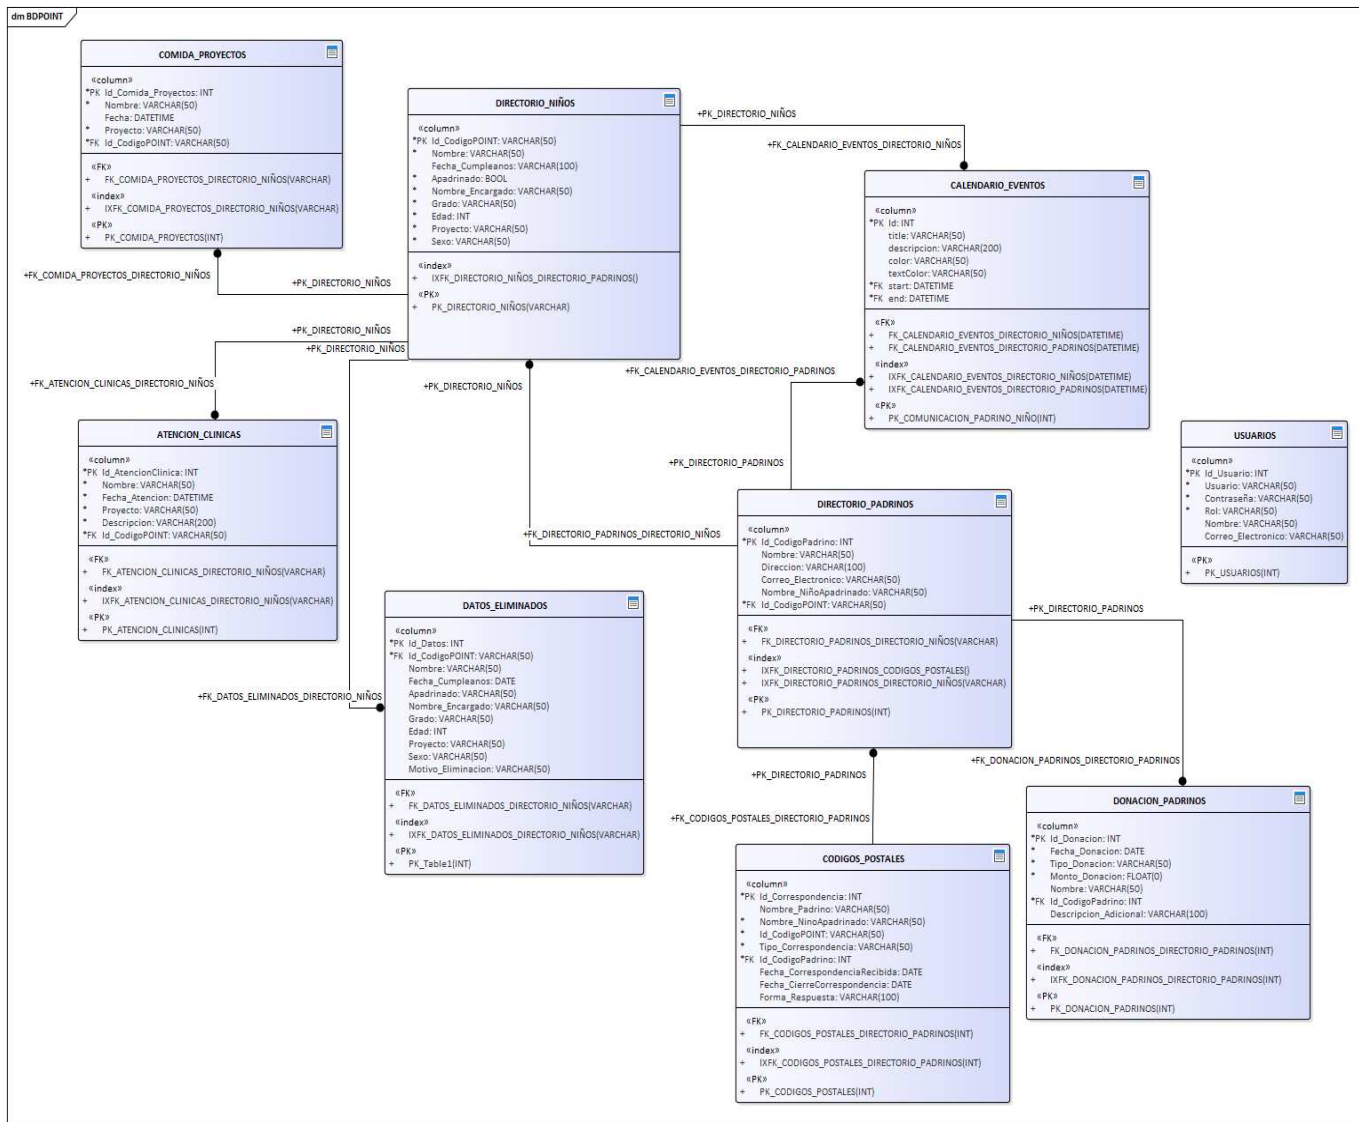 dm BDPOINT
COMIDA_PROYECTOS
«column»
*PK Id_Comida_Proyectos: INT
* Nombre: VARCHAR(50)
Fecha: DATETIME
* Proyecto: VARCHAR(50)
*FK Id_CodigoPOINT: VARCHAR(50)
«FK»
+ FK_COMIDA_PROYECTOS_DIRECTORIO_NIÑOS(VARCHAR)
«index»
+ IXFK_COMIDA_PROYECTOS_DIRECTORIO_NIÑOS(VARCHAR)
«PK»
+ PK_COMIDA_PROYECTOS(INT)
DIRECTORIO_NIÑOS
«column»
*PK Id_CodigoPOINT: VARCHAR(50)
* Nombre: VARCHAR(50)
Fecha_Cumpleanos: VARCHAR(100)
* Apadrinado: BOOL
* Nombre_Encargado: VARCHAR(50)
* Grado: VARCHAR(50)
* Edad: INT
* Proyecto: VARCHAR(50)
* Sexo: VARCHAR(50)
«index»
+ IXFK_DIRECTORIO_NIÑOS_DIRECTORIO_PADRINOS()
«PK»
+ PK_DIRECTORIO_NIÑOS(VARCHAR)
+PK_DIRECTORIO_NIÑOS
+FK_CALENDARIO_EVENTOS_DIRECTORIO_NIÑOS
CALENDARIO_EVENTOS
«column»
*PK Id: INT
title: VARCHAR(50)
descripcion: VARCHAR(200)
color: VARCHAR(50)
textColor: VARCHAR(50)
*FK start: DATETIME
*FK end: DATETIME
«FK»
+ FK_CALENDARIO_EVENTOS_DIRECTORIO_NIÑOS(DATETIME)
+ FK_CALENDARIO_EVENTOS_DIRECTORIO_PADRINOS(DATETIME)
«index»
+ IXFK_CALENDARIO_EVENTOS_DIRECTORIO_NIÑOS(DATETIME)
+ IXFK_CALENDARIO_EVENTOS_DIRECTORIO_PADRINOS(DATETIME)
«PK»
+ PK_COMUNICACION_PADRINO_NIÑO(INT)
+FK_COMIDA_PROYECTOS_DIRECTORIO_NIÑOS
+PK_DIRECTORIO_NIÑOS
+PK_DIRECTORIO_NIÑOS
+PK_DIRECTORIO_NIÑOS
+FK_ATENCION_CLINICAS_DIRECTORIO_NIÑOS
+PK_DIRECTORIO_NIÑOS
+FK_CALENDARIO_EVENTOS_DIRECTORIO_PADRINOS
+PK_DIRECTORIO_PADRINOS
ATENCION_CLINICAS
«column»
*PK Id_AtencionClinica: INT
* Nombre: VARCHAR(50)
* Fecha_Atencion: DATETIME
* Proyecto: VARCHAR(50)
* Descripcion: VARCHAR(200)
*FK Id_CodigoPOINT: VARCHAR(50)
«FK»
+ FK_ATENCION_CLINICAS_DIRECTORIO_NIÑOS(VARCHAR)
«index»
+ IXFK_ATENCION_CLINICAS_DIRECTORIO_NIÑOS(VARCHAR)
«PK»
+ PK_ATENCION_CLINICAS(INT)
USUARIOS
«column»
*PK Id_Usuario: INT
* Usuario: VARCHAR(50)
* Contraseña: VARCHAR(50)
* Rol: VARCHAR(50)
Nombre: VARCHAR(50)
Correo_Electronico: VARCHAR(50)
«PK»
+ PK_USUARIOS(INT)
DIRECTORIO_PADRINOS
«column»
*PK Id_CodigoPadrino: INT
Nombre: VARCHAR(50)
Direccion: VARCHAR(100)
Correo_Electronico: VARCHAR(50)
Nombre_NiñoApadrinado: VARCHAR(50)
*FK Id_CodigoPOINT: VARCHAR(50)
«FK»
+ FK_DIRECTORIO_PADRINOS_DIRECTORIO_NIÑOS(VARCHAR)
«index»
+ IXFK_DIRECTORIO_PADRINOS_CODIGOS_POSTALES()
+ IXFK_DIRECTORIO_PADRINOS_DIRECTORIO_NIÑOS(VARCHAR)
«PK»
+ PK_DIRECTORIO_PADRINOS(INT)
+FK_DIRECTORIO_PADRINOS_DIRECTORIO_NIÑOS
+PK_DIRECTORIO_PADRINOS
DATOS_ELIMINADOS
«column»
*PK Id_Datos: INT
*FK Id_CodigoPOINT: VARCHAR(50)
Nombre: VARCHAR(50)
Fecha_Cumpleanos: DATE
Apadrinado: VARCHAR(50)
Nombre_Encargado: VARCHAR(50)
Grado: VARCHAR(50)
Edad: INT
Proyecto: VARCHAR(50)
Sexo: VARCHAR(50)
Motivo_Eliminacion: VARCHAR(50)
«FK»
+ FK_DATOS_ELIMINADOS_DIRECTORIO_NIÑOS(VARCHAR)
«index»
+ IXFK_DATOS_ELIMINADOS_DIRECTORIO_NIÑOS(VARCHAR)
«PK»
+ PK_Table1(INT)
+FK_DATOS_ELIMINADOS_DIRECTORIO_NIÑOS
+FK_DONACION_PADRINOS_DIRECTORIO_PADRINOS
+PK_DIRECTORIO_PADRINOS
+FK_CODIGOS_POSTALES_DIRECTORIO_PADRINOS
DONACION_PADRINOS
«column»
*PK Id_Donacion: INT
* Fecha_Donacion: DATE
* Tipo_Donacion: VARCHAR(50)
* Monto_Donacion: FLOAT(0)
Nombre: VARCHAR(50)
*FK Id_CodigoPadrino: INT
Descripcion_Adicional: VARCHAR(100)
«FK»
+ FK_DONACION_PADRINOS_DIRECTORIO_PADRINOS(INT)
«index»
+ IXFK_DONACION_PADRINOS_DIRECTORIO_PADRINOS(INT)
«PK»
+ PK_DONACION_PADRINOS(INT)
CODIGOS_POSTALES
«column»
*PK Id_Correspondencia: INT
Nombre_Padrino: VARCHAR(50)
* Nombre_NinoApadrinado: VARCHAR(50)
* Id_CodigoPOINT: VARCHAR(50)
* Tipo_Correspondencia: VARCHAR(50)
*FK Id_CodigoPadrino: INT
Fecha_CorrespondenciaRecibida: DATE
Fecha_CierreCorrespondencia: DATE
Forma_Respuesta: VARCHAR(100)
«FK»
+ FK_CODIGOS_POSTALES_DIRECTORIO_PADRINOS(INT)
«index»
+ IXFK_CODIGOS_POSTALES_DIRECTORIO_PADRINOS(INT)
«PK»
+ PK_CODIGOS_POSTALES(INT)